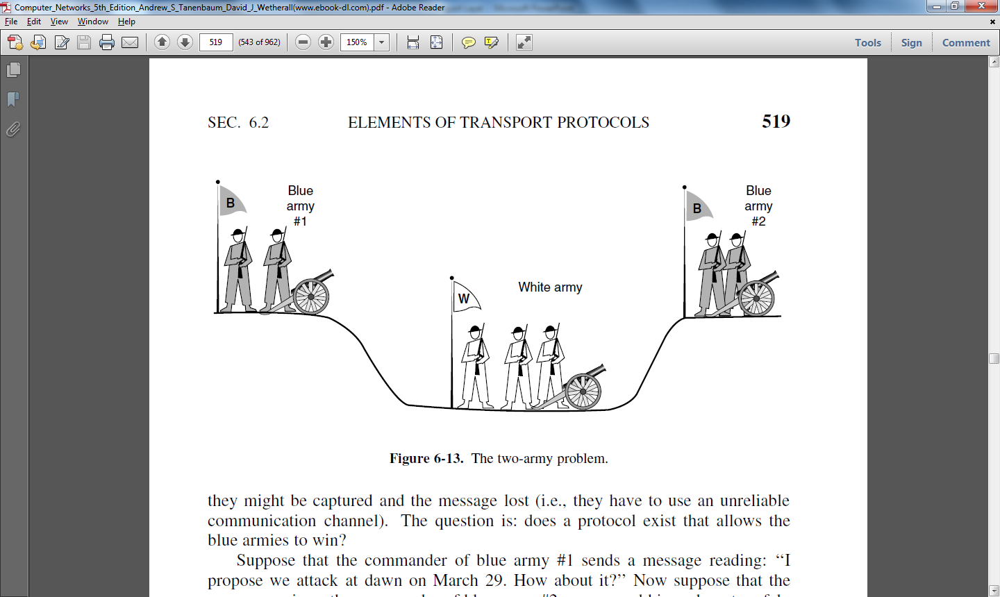 Computer_Networks_5th_Edition_Andrew_S_Tanenbaum_David_J_Wetherall(www.ebook-dl.com).pdf - Adobe Reader
File Edit View Window Help
519 (543 of 962) 150% Tools Sign Comment
SEC. 6.2 ELEMENTS OF TRANSPORT PROTOCOLS 519
B
Blue
army
#1
B
Blue
army
#2
W
White army
Figure 6-13. The two-army problem.
they might be captured and the message lost (i.e., they have to use an unreliable
communication channel). The question is: does a protocol exist that allows the
blue armies to win?
Suppose that the commander of blue army #1 sends a message reading: ‘‘I
propose we attack at dawn on March 29. How about it?’’ Now suppose that the